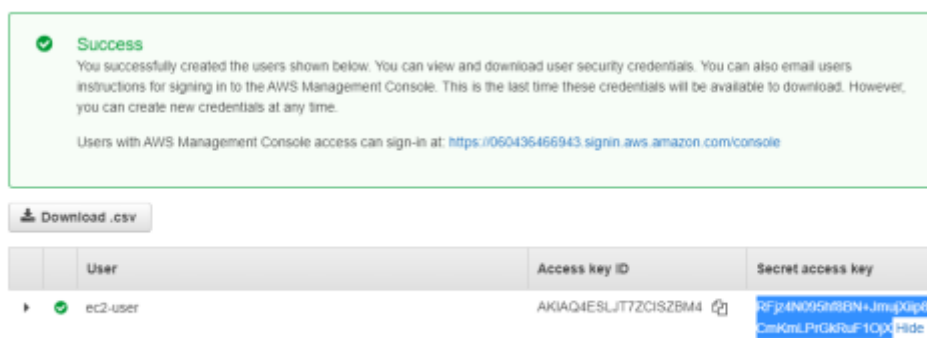 Success
You successfully created the users shown below. You can view and download user security credentials. You can also email users
instructions for signing in to the AWS Management Console. This is the last time these credentials will be available to download. However,
you can create new credentials at any time.
Users with AWS Management Console access can sign-in at: https://060436466943.signin.aws.amazon.com/console
Download .csv
User Access key ID Secret access key
ec2-user AKIAQ4ESLJT7ZCISZBM4
Hide